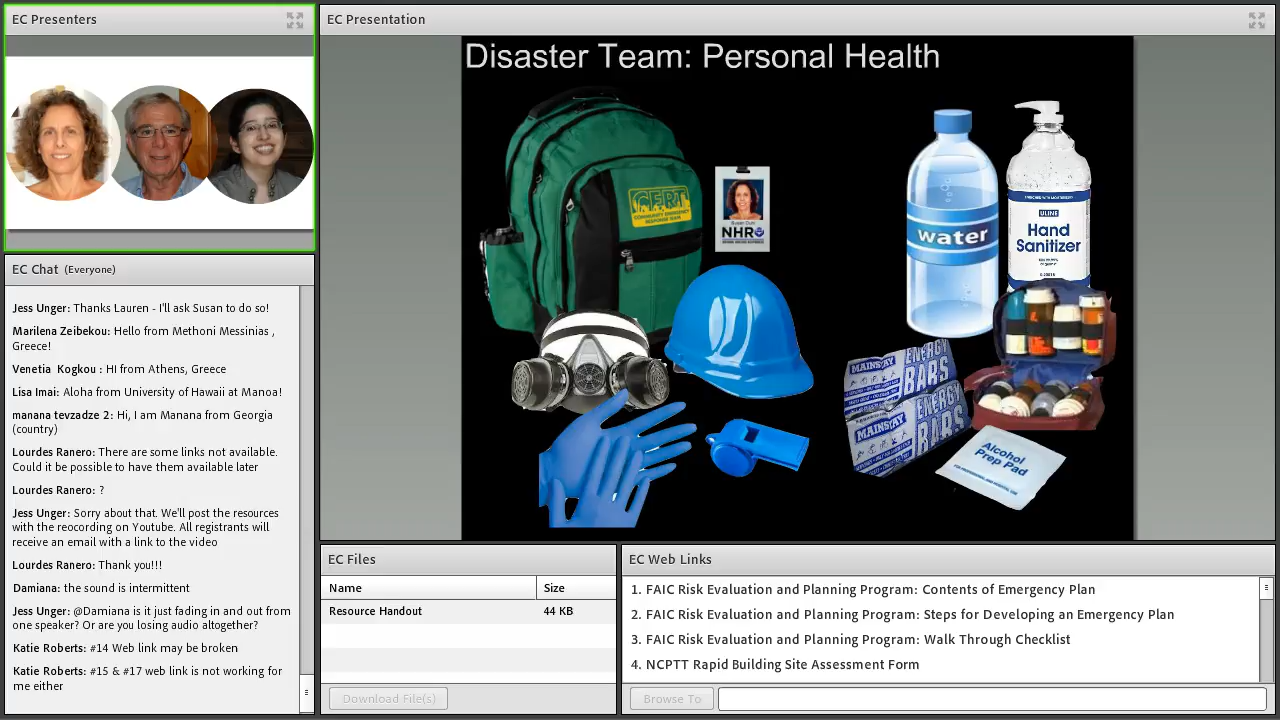 EC Presenters
EC Chat (Everyone)
Jess Unger: Thanks Lauren - I'll ask Susan to do so!
Marilena Zeibekou: Hello from Methoni Messinias ,
Greece!
Venetia Kogkou : HI from Athens, Greece
Lisa Imai: Aloha from University of Hawaii at Manoa!
manana tevzadze 2: Hi, I am Manana from Georgia
(country)
Lourdes Ranero: There are some links not available.
Could it be possible to have them available later
Lourdes Ranero: ?
Jess Unger: Sorry about that. We'll post the resources
with the reocording on Youtube. All registrants will
receive an email with a link to the video
Lourdes Ranero: Thank you!!!
Damiana: the sound is intermittent
Jess Unger: @Damiana is it just fading in and out from
one speaker? Or are you losing audio altogether?
Katie Roberts: #14 Web link may be broken
Katie Roberts: #15 & #17 web link is not working for
me either
EC Presentation
Disaster Team: Personal Health
CERT
COMMUNITY EMERGENCY
RESPONSE TEAM
NHR
water
ULINE
Hand
Sanitizer
MAINSTAY
ENERGY
BARS
MAINSTAY
ENERGY
BARS
Alcohol
Prep Pad
EC Files
Name Size
Resource Handout 44 KB
Download File(s)
EC Web Links
1. FAIC Risk Evaluation and Planning Program: Contents of Emergency Plan
2. FAIC Risk Evaluation and Planning Program: Steps for Developing an Emergency Plan
3. FAIC Risk Evaluation and Planning Program: Walk Through Checklist
4. NCPTT Rapid Building Site Assessment Form
Browse To